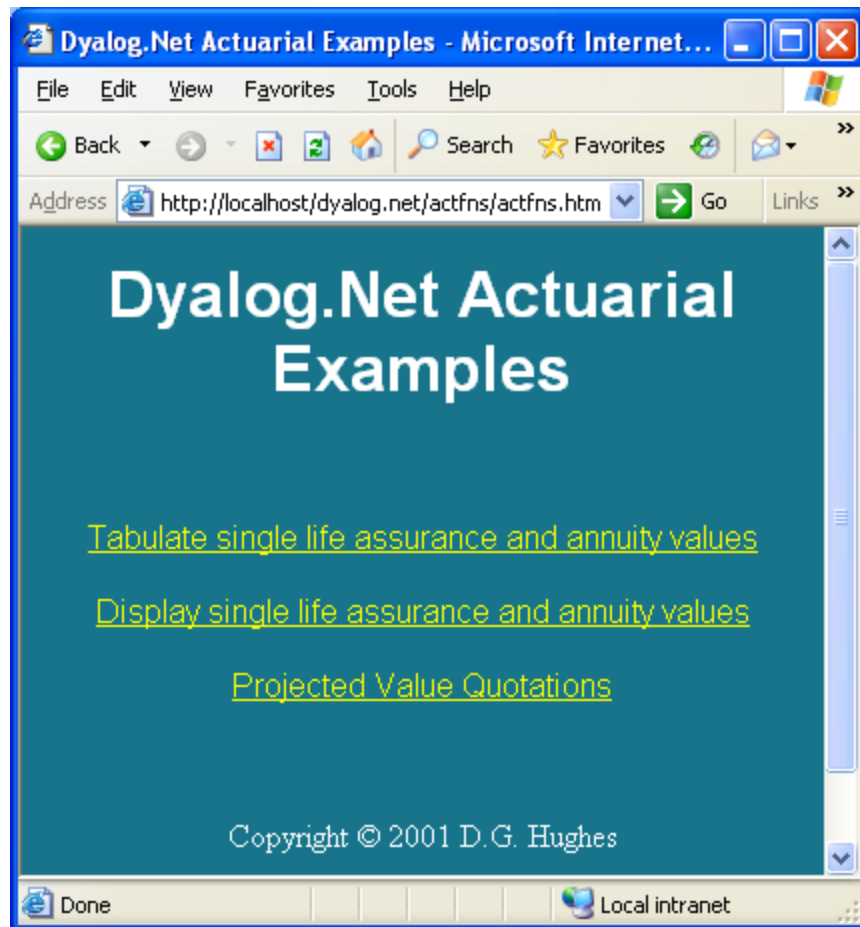 Dyalog.Net Actuarial Examples - Microsoft Internet...
File Edit View Favorites Tools Help
Back Search Favorites »
Address http://localhost/dyalog.net/actfns/actfns.htm Go Links »
Dyalog.Net Actuarial
Examples
Tabulate single life assurance and annuity values
Display single life assurance and annuity values
Projected Value Quotations
Copyright © 2001 D.G. Hughes
Done Local intranet